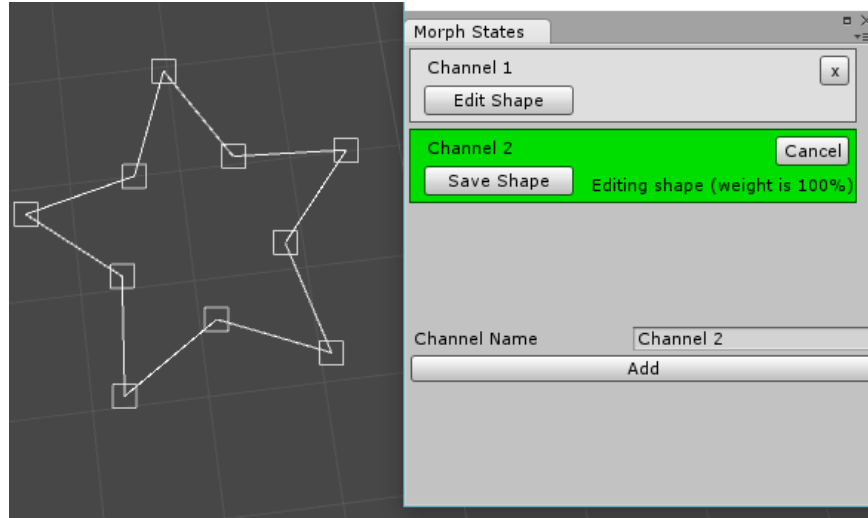 Morph States
Channel 1
x
Edit Shape
Channel 2
Cancel
Save Shape
Editing shape (weight is 100%)
Channel Name
Channel 2
Add